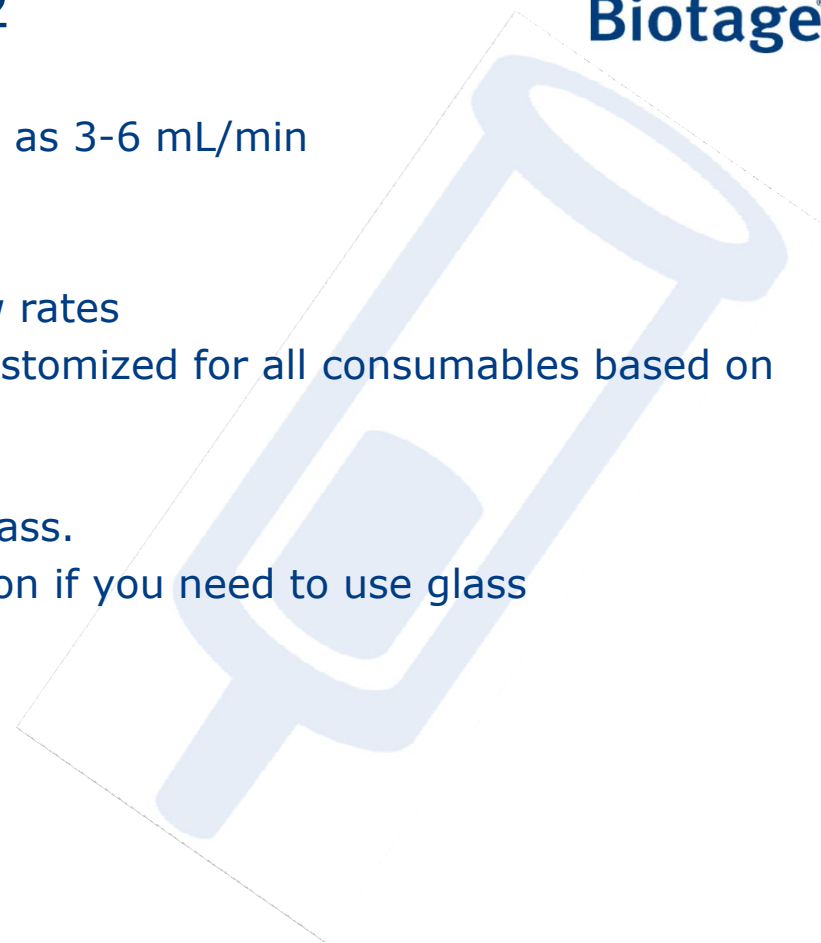 2
Biotage
as 3-6 mL/min
rates
stomized for all consumables based on
ass.
on if you need to use glass